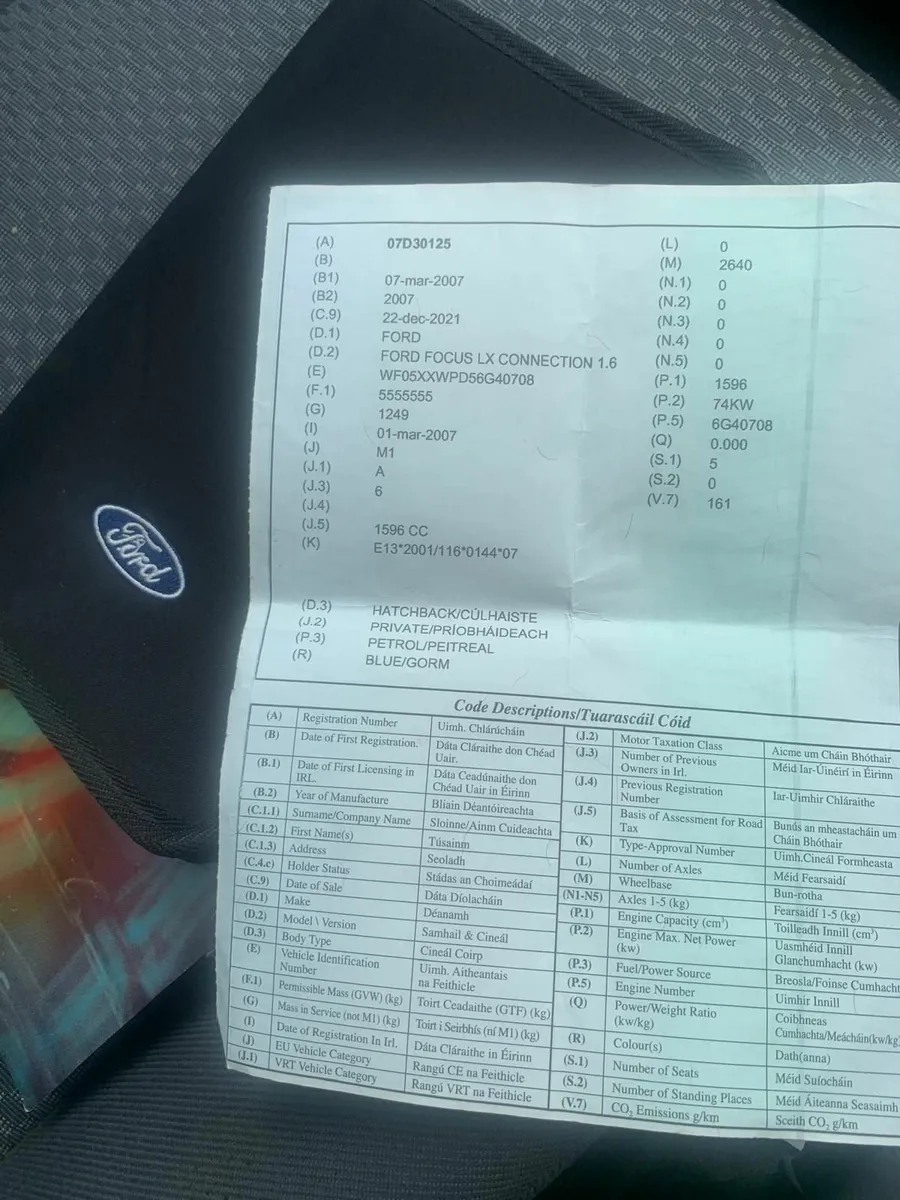 (A) 07D30125
(B)
(B1) 07-mar-2007
(B2) 2007
(C.9) 22-dec-2021
(D.1) FORD
(D.2) FORD FOCUS LX CONNECTION 1.6
(E) WF05XXWPD56G40708
(F.1) 5555555
(G) 1249
(I) 01-mar-2007
(J) M1
(J.1) A
(J.3) 6
(J.4)
(J.5) 1596 CC
(K) E13*2001/116*0144*07
(L) 0
(M) 2640
(N.1) 0
(N.2) 0
(N.3) 0
(N.4) 0
(N.5) 0
(P.1) 1596
(P.2) 74KW
(P.5) 6G40708
(Q) 0.000
(S.1) 5
(S.2) 0
(V.7) 161
(D.3) HATCHBACK/CÚLHAISTE
(J.2) PRIVATE/PRÍOBHÁIDEACH
(P.3) PETROL/PEITREAL
(R) BLUE/GORM
Ford
Code Descriptions/Tuarascáil Cóid
(A) Registration Number Uimh. Chlárúcháin
(B) Date of First Registration. Dáta Cláraithe don Chéad
Uair.
(B.1) Date of First Licensing in Dáta Ceadúnaithe don
IRL. Chéad Uair in Éirinn
(B.2) Year of Manufacture Bliain Déantóireachta
(C.1.1) Surname/Company Name Sloinne/Ainm Cuideachta
(C.1.2) First Name(s) Túsainm
(C.1.3) Address Seoladh
(C.4.c) Holder Status Stádas an Choimeádaí
(C.9) Date of Sale Dáta Díolacháin
(D.1) Make Déanamh
(D.2) Model \ Version Samhail & Cineál
(D.3) Body Type Cineál Coirp
(E) Vehicle Identification Uimh. Aitheantais
Number na Feithicle
(F.1) Permissible Mass (GVW) (kg) Toirt Ceadaithe (GTF) (kg)
(G) Mass in Service (not M1) (kg) Toirt i Seirbhís (ní M1) (kg)
(I) Date of Registration In Irl. Dáta Cláraithe in Éirinn
(J) EU Vehicle Category Rangú CE na Feithicle
(J.1) VRT Vehicle Category Rangú VRT na Feithicle
(J.2) Motor Taxation Class Aicme um Cháin Bhóthair
(J.3) Number of Previous Méid Iar-Úinéirí in Éirinn
Owners in Irl.
(J.4) Previous Registration Iar-Uimhir Chláraithe
Number
(J.5) Basis of Assessment for Road Bunús an mheastacháin um
Tax Cháin Bhóthair
(K) Type-Approval Number Uimh.Cineál Formheasta
(L) Number of Axles Méid Fearsaidí
(M) Wheelbase Bun-rotha
(N1-N5) Axles 1-5 (kg) Fearsaidí 1-5 (kg)
(P.1) Engine Capacity (cm³) Toilleadh Innill (cm³)
(P.2) Engine Max. Net Power Uasmhéid Innill
(kw) Glanchumhacht (kw)
(P.3) Fuel/Power Source Breosla/Foinse Cumhacht
(P.5) Engine Number Uimhir Innill
(Q) Power/Weight Ratio Coibhneas
(kw/kg) Cumhachta/Meácháin(kw/kg
(R) Colour(s) Dath(anna)
(S.1) Number of Seats Méid Suíocháin
(S.2) Number of Standing Places Méid Áiteanna Seasaimh
(V.7) CO₂ Emissions g/km Sceith CO₂ g/km